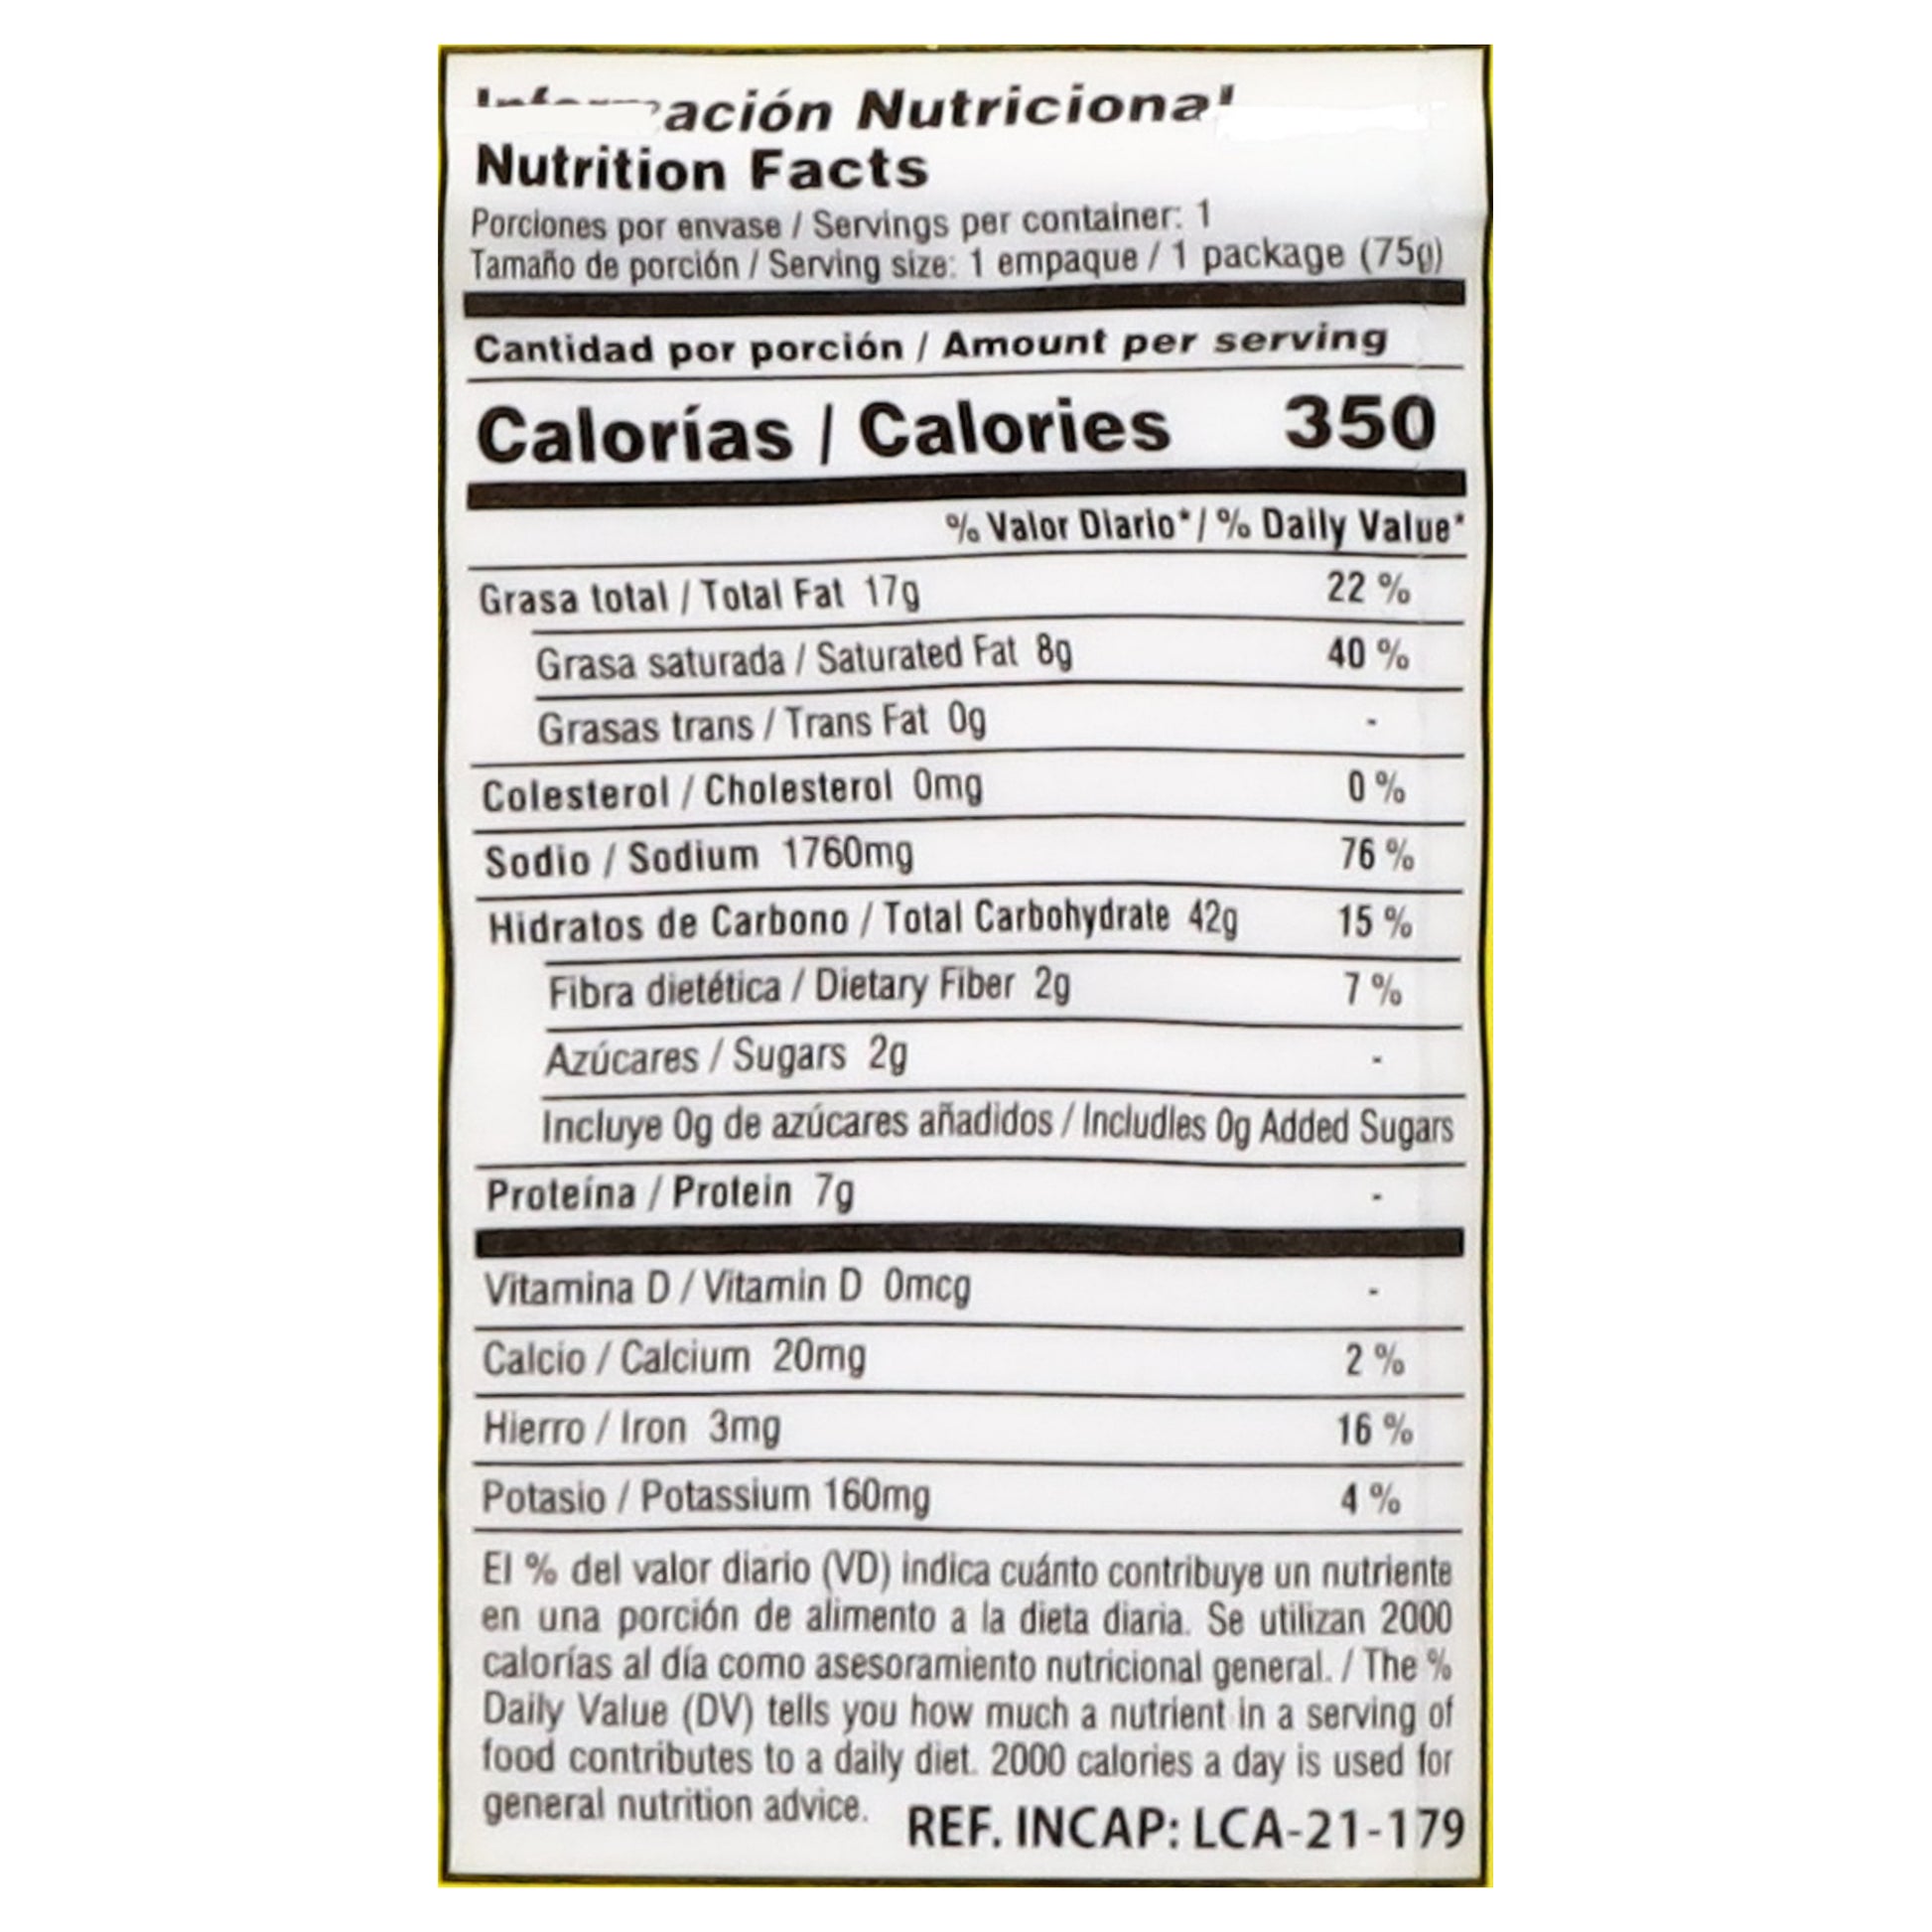 Información Nutricional
Nutrition Facts
Porciones por envase / Servings per container: 1
Tamaño de porción / Serving size: 1 empaque / 1 package (75g)
Cantidad por porción / Amount per serving
Calorías / Calories 350
% Valor Diario* / % Daily Value*
Grasa total / Total Fat 17g 22 %
Grasa saturada / Saturated Fat 8g 40 %
Grasas trans / Trans Fat 0g -
Colesterol / Cholesterol 0mg 0 %
Sodio / Sodium 1760mg 76 %
Hidratos de Carbono / Total Carbohydrate 42g 15 %
Fibra dietética / Dietary Fiber 2g 7 %
Azúcares / Sugars 2g -
Incluye 0g de azúcares añadidos / Includles 0g Added Sugars
Proteína / Protein 7g -
Vitamina D / Vitamin D 0mcg -
Calcio / Calcium 20mg 2 %
Hierro / Iron 3mg 16 %
Potasio / Potassium 160mg 4 %
El % del valor diario (VD) indica cuánto contribuye un nutriente
en una porción de alimento a la dieta diaria. Se utilizan 2000
calorías al día como asesoramiento nutricional general. / The %
Daily Value (DV) tells you how much a nutrient in a serving of
food contributes to a daily diet. 2000 calories a day is used for
general nutrition advice. REF. INCAP: LCA-21-179